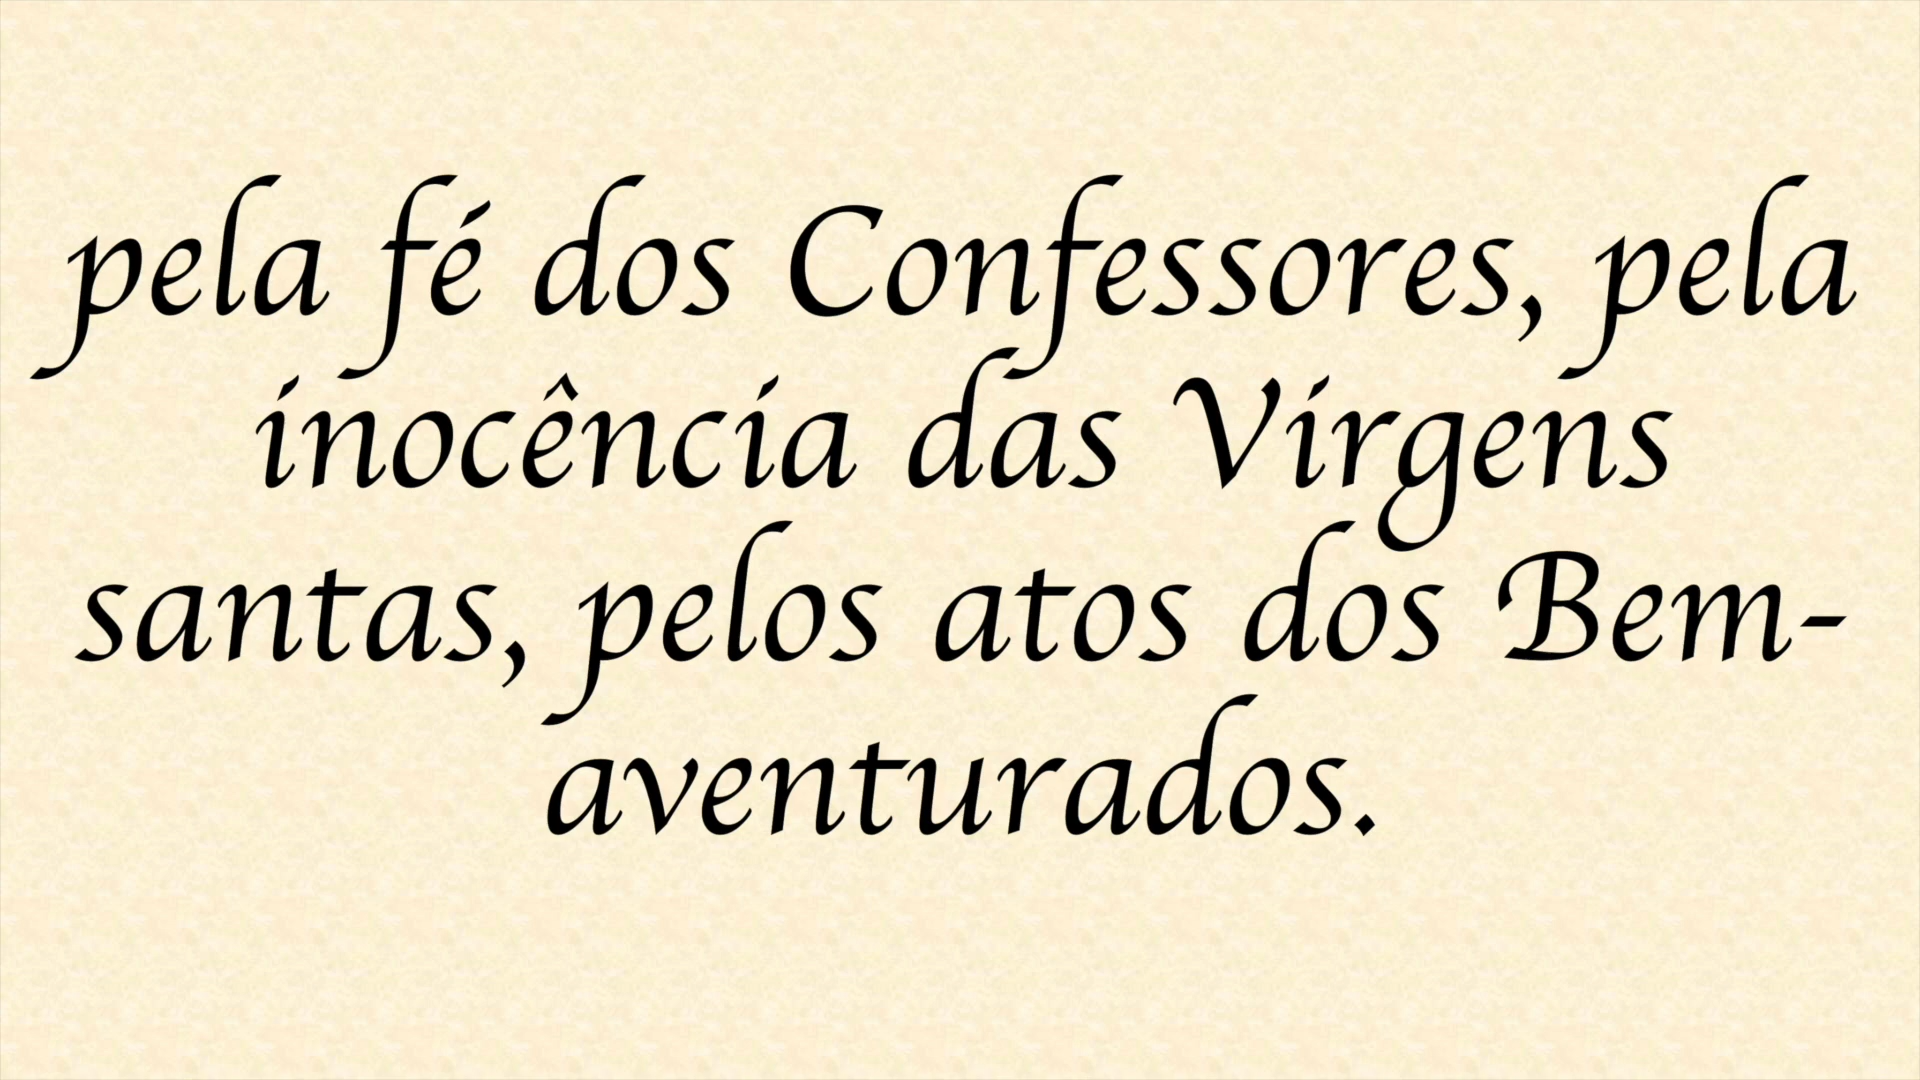 pela fé dos Confessores, pela
inocência das Virgens
santas, pelos atos dos Bem-
aventurados.